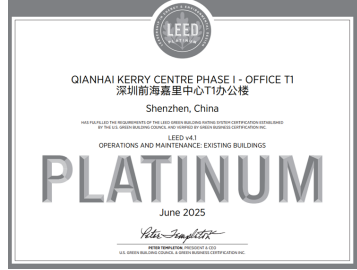 LEED
PLATINUM
QIANHAI KERRY CENTRE PHASE I - OFFICE T1
深圳前海嘉里中心T1办公楼
Shenzhen, China
HAS FULFILLED THE REQUIREMENTS OF THE LEED GREEN BUILDING RATING SYSTEM CERTIFICATION ESTABLISHED
BY THE U.S. GREEN BUILDING COUNCIL AND VERIFIED BY GREEN BUSINESS CERTIFICATION INC.
LEED v4.1
OPERATIONS AND MAINTENANCE: EXISTING BUILDINGS
PLATINUM
June 2025
Peter Templeton
PETER TEMPLETON, PRESIDENT & CEO
U.S. GREEN BUILDING COUNCIL & GREEN BUSINESS CERTIFICATION INC.